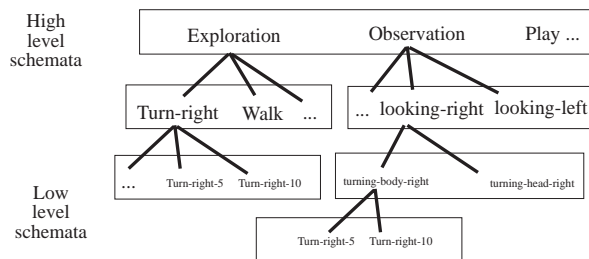 High
level
schemata
Exploration Observation Play ...
Turn-right Walk ...
... looking-right looking-left
Low
level
schemata
... Turn-right-5 Turn-right-10
turning-body-right turning-head-right
Turn-right-5 Turn-right-10